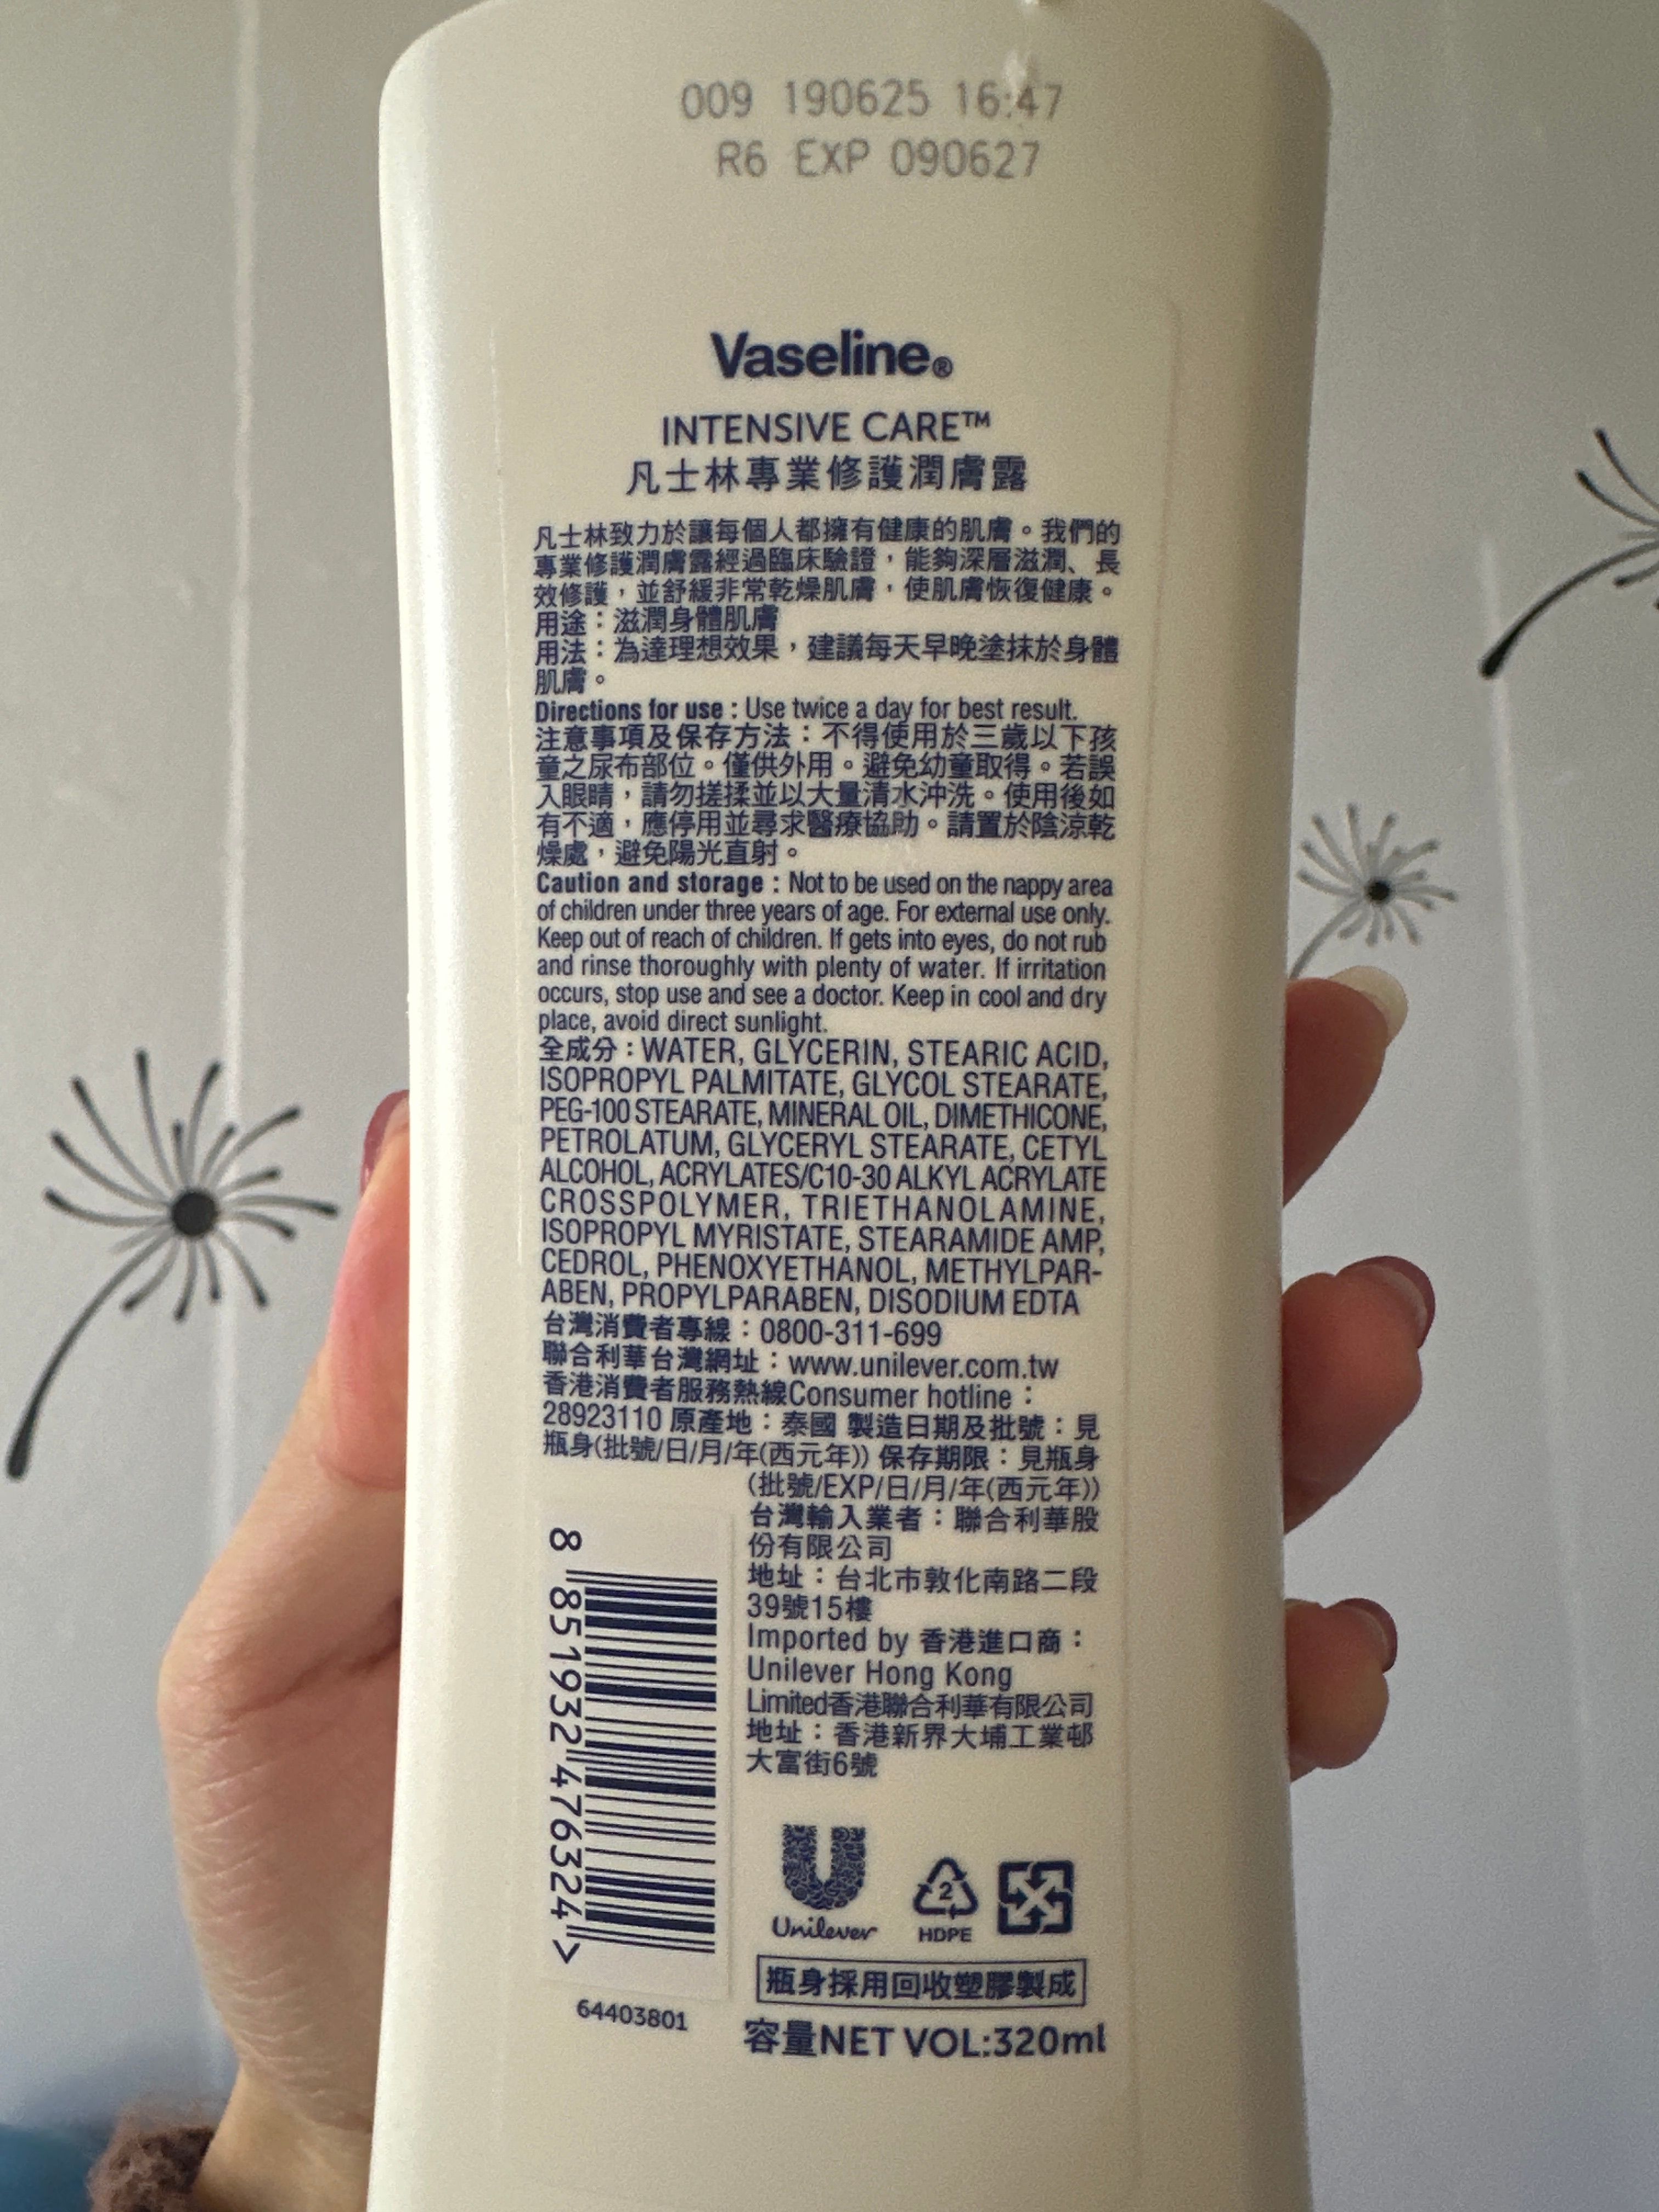 009 190625 16:47
R6 EXP 090627
Vaseline®
INTENSIVE CARE™
凡士林專業修護潤膚露
凡士林致力於讓每個人都擁有健康的肌膚。我們的
專業修護潤膚露經過臨床驗證，能夠深層滋潤、長
效修護，並舒緩非常乾燥肌膚，使肌膚恢復健康。
用途：滋潤身體肌膚
用法：為達理想效果，建議每天早晚塗抹於身體
肌膚。
Directions for use : Use twice a day for best result.
注意事項及保存方法：不得使用於三歲以下孩
童之尿布部位。僅供外用。避免幼童取得。若誤
入眼睛，請勿搓揉並以大量清水沖洗。使用後如
有不適，應停用並尋求醫療協助。請置於陰涼乾
燥處，避免陽光直射。
Caution and storage : Not to be used on the nappy area
of children under three years of age. For external use only.
Keep out of reach of children. If gets into eyes, do not rub
and rinse thoroughly with plenty of water. If irritation
occurs, stop use and see a doctor. Keep in cool and dry
place, avoid direct sunlight.
全成分：WATER, GLYCERIN, STEARIC ACID,
ISOPROPYL PALMITATE, GLYCOL STEARATE,
PEG-100 STEARATE, MINERAL OIL, DIMETHICONE,
PETROLATUM, GLYCERYL STEARATE, CETYL
ALCOHOL, ACRYLATES/C10-30 ALKYL ACRYLATE
CROSSPOLYMER, TRIETHANOLAMINE,
ISOPROPYL MYRISTATE, STEARAMIDE AMP,
CEDROL, PHENOXYETHANOL, METHYLPAR-
ABEN, PROPYLPARABEN, DISODIUM EDTA
台灣消費者專線：0800-311-699
聯合利華台灣網址：www.unilever.com.tw
香港消費者服務熱線Consumer hotline：
28923110 原產地：泰國 製造日期及批號：見
瓶身(批號/日/月/年(西元年)) 保存期限：見瓶身
(批號/EXP/日/月/年(西元年))
台灣輸入業者：聯合利華股
份有限公司
地址：台北市敦化南路二段
39號15樓
Imported by 香港進口商：
Unilever Hong Kong
Limited香港聯合利華有限公司
地址：香港新界大埔工業邨
大富街6號
8 851932 476324 >
64403801
Unilever
2
HDPE
瓶身採用回收塑膠製成
容量NET VOL:320ml